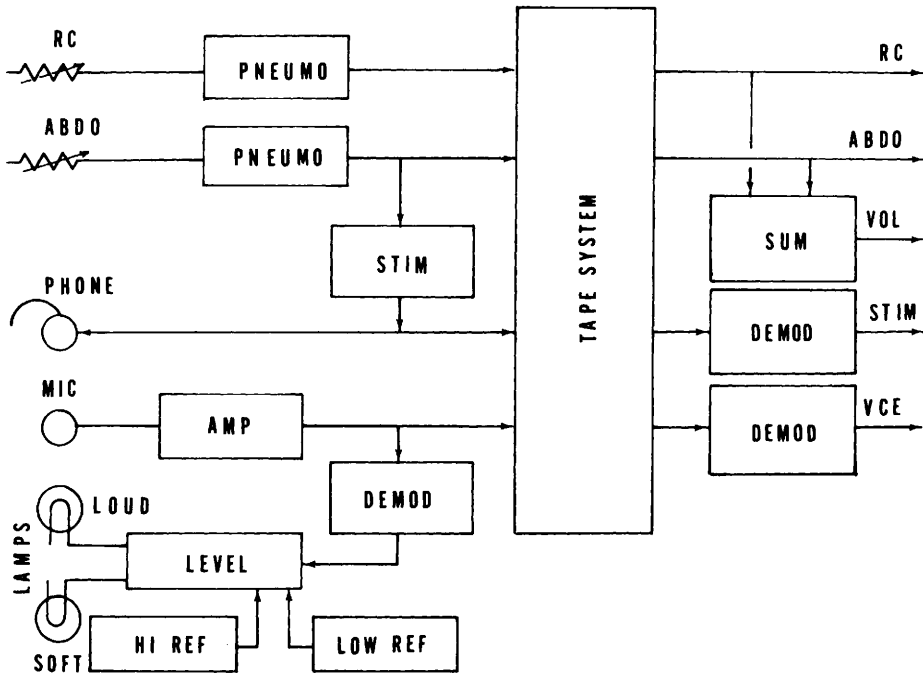 RC
PNEUMO
RC
ABDO
PNEUMO
ABDO
STIM
TAPE SYSTEM
SUM
VOL
PHONE
DEMOD
STIM
MIC
AMP
DEMOD
VCE
DEMOD
LOUD
LAMPS
LEVEL
SOFT
HI REF
LOW REF